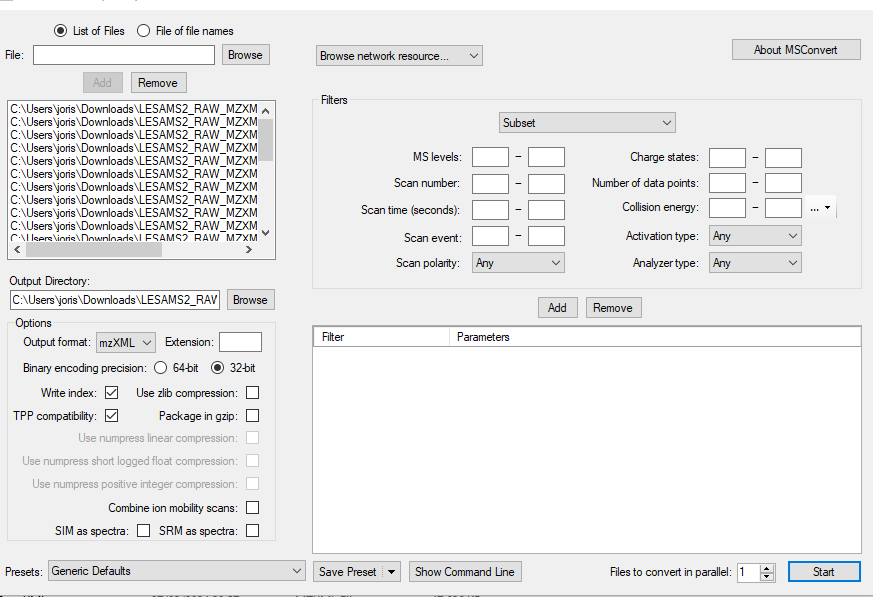 List of Files File of file names
File: Browse
Browse network resource...
About MSConvert
Add Remove
C:\Users\joris\Downloads\LESAMS2_RAW_MZXM
C:\Users\joris\Downloads\LESAMS2_RAW_MZXM
C:\Users\joris\Downloads\LESAMS2_RAW_MZXM
C:\Users\joris\Downloads\LESAMS2_RAW_MZXM
C:\Users\joris\Downloads\LESAMS2_RAW_MZXM
C:\Users\joris\Downloads\LESAMS2_RAW_MZXM
C:\Users\joris\Downloads\LESAMS2_RAW_MZXM
C:\Users\joris\Downloads\LESAMS2_RAW_MZXM
C:\Users\joris\Downloads\LESAMS2_RAW_MZXM
C:\Users\joris\Downloads\LESAMS2_RAW_MZXM
C:\Users\joris\Downloads\LESAMS2_RAW_MZXM
Output Directory:
C:\Users\joris\Downloads\LESAMS2_RAV Browse
Options
Output format: mzXML Extension:
Binary encoding precision: 64-bit 32-bit
Write index: Use zlib compression:
TPP compatibility: Package in gzip:
Use numpress linear compression:
Use numpress short logged float compression:
Use numpress positive integer compression:
Combine ion mobility scans:
SIM as spectra: SRM as spectra:
Filters
Subset
MS levels: - Charge states: -
Scan number: - Number of data points: -
Scan time (seconds): - Collision energy: - ...
Scan event: - Activation type: Any
Scan polarity: Any Analyzer type: Any
Add Remove
Filter Parameters
Presets: Generic Defaults Save Preset Show Command Line Files to convert in parallel: 1 Start